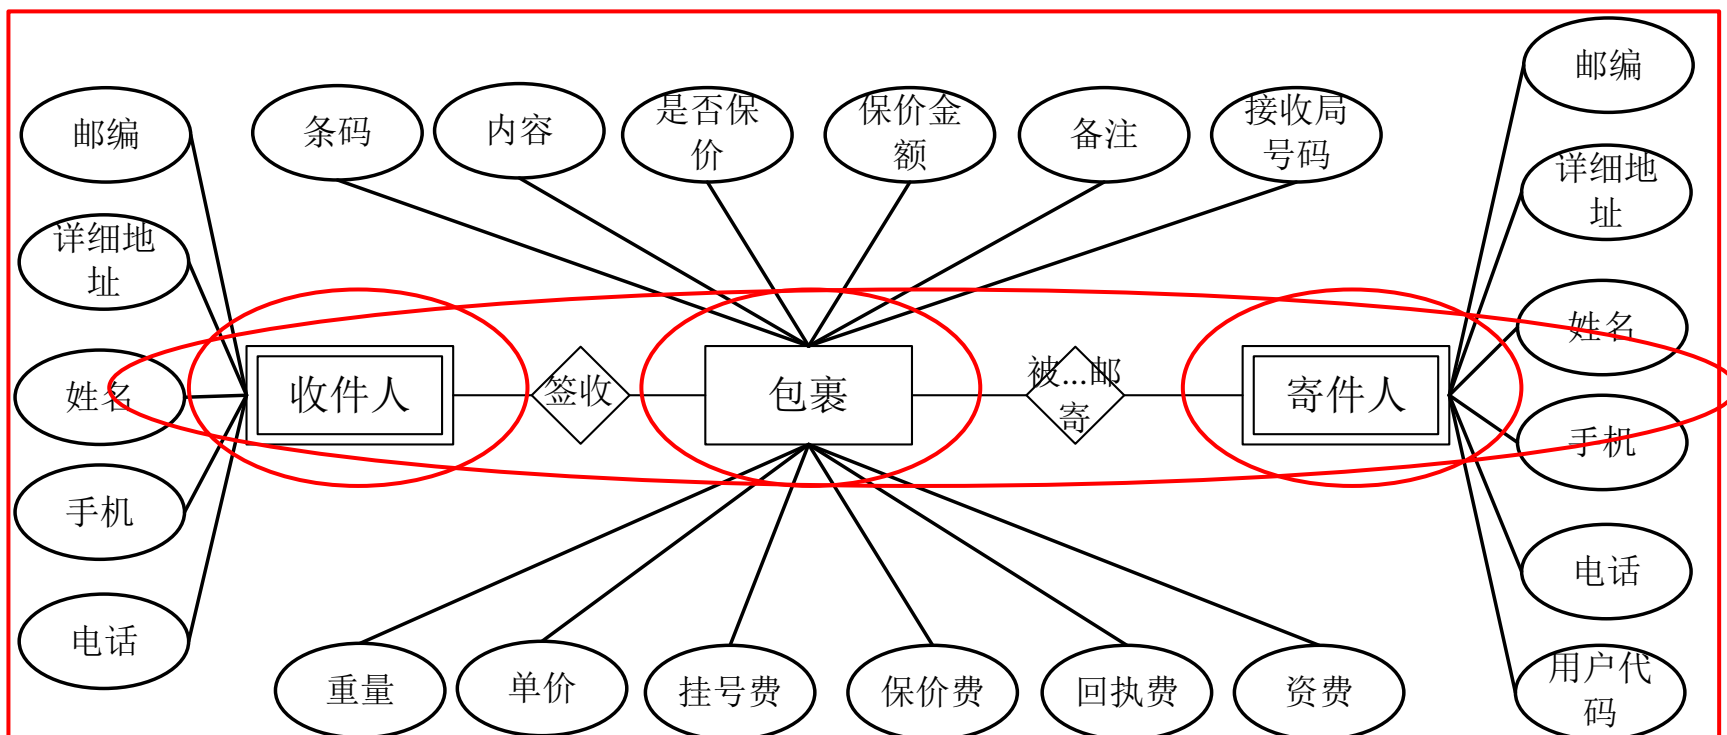 邮编
条码
内容
是否保
价
保价金
额
备注
接收局
号码
邮编
详细地
址
详细地
址
姓名
收件人
签收
包裹
被...邮
寄
寄件人
姓名
手机
手机
电话
电话
重量
单价
挂号费
保价费
回执费
资费
用户代
码